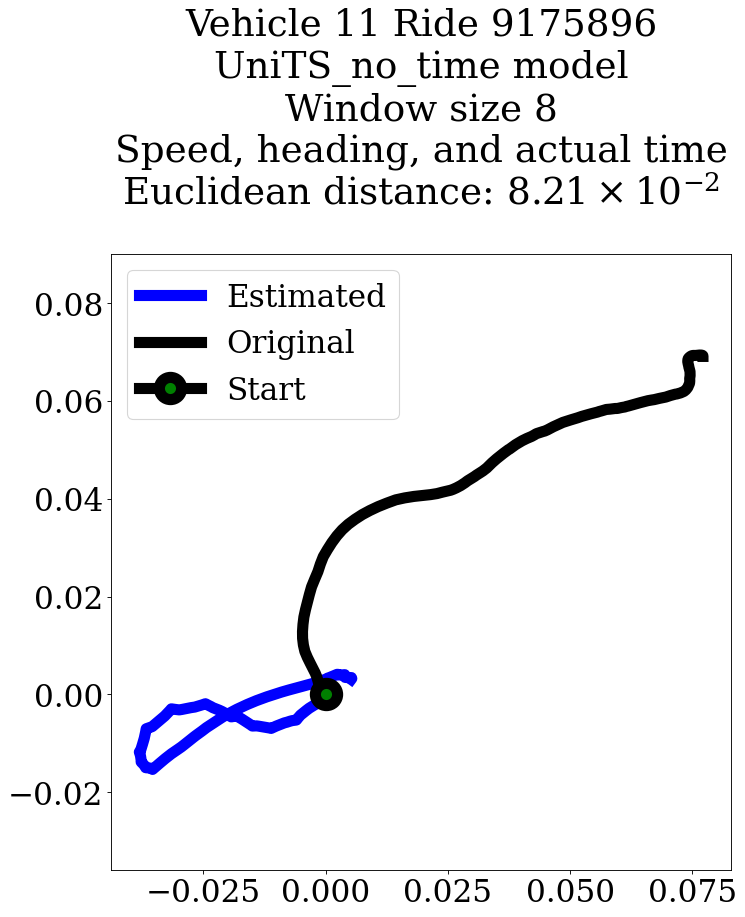 Vehicle 11 Ride 9175896
UniTS_no_time model
Window size 8
Speed, heading, and actual time
Euclidean distance: 8.21 × 10⁻²
Estimated
Original
Start
0.08
0.06
0.04
0.02
0.00
−0.02
−0.025 0.000 0.025 0.050 0.075